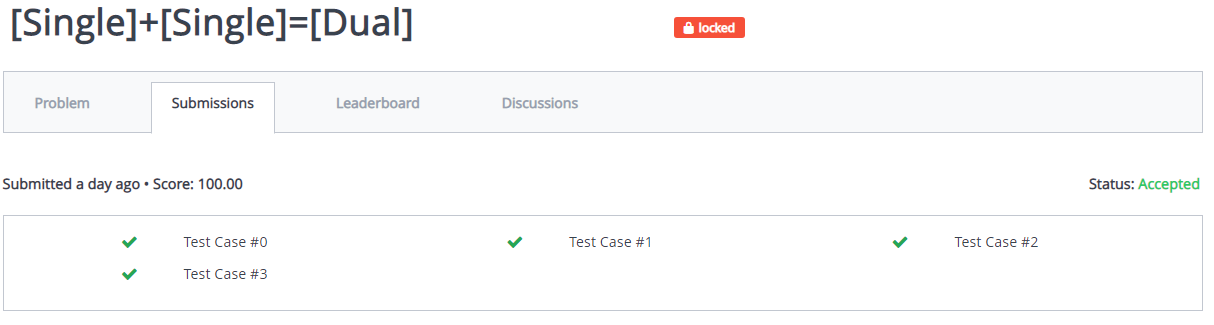 [Single]+[Single]=[Dual]
locked
Problem Submissions Leaderboard Discussions
Submitted a day ago • Score: 100.00 Status: Accepted
Test Case #0 Test Case #1 Test Case #2
Test Case #3